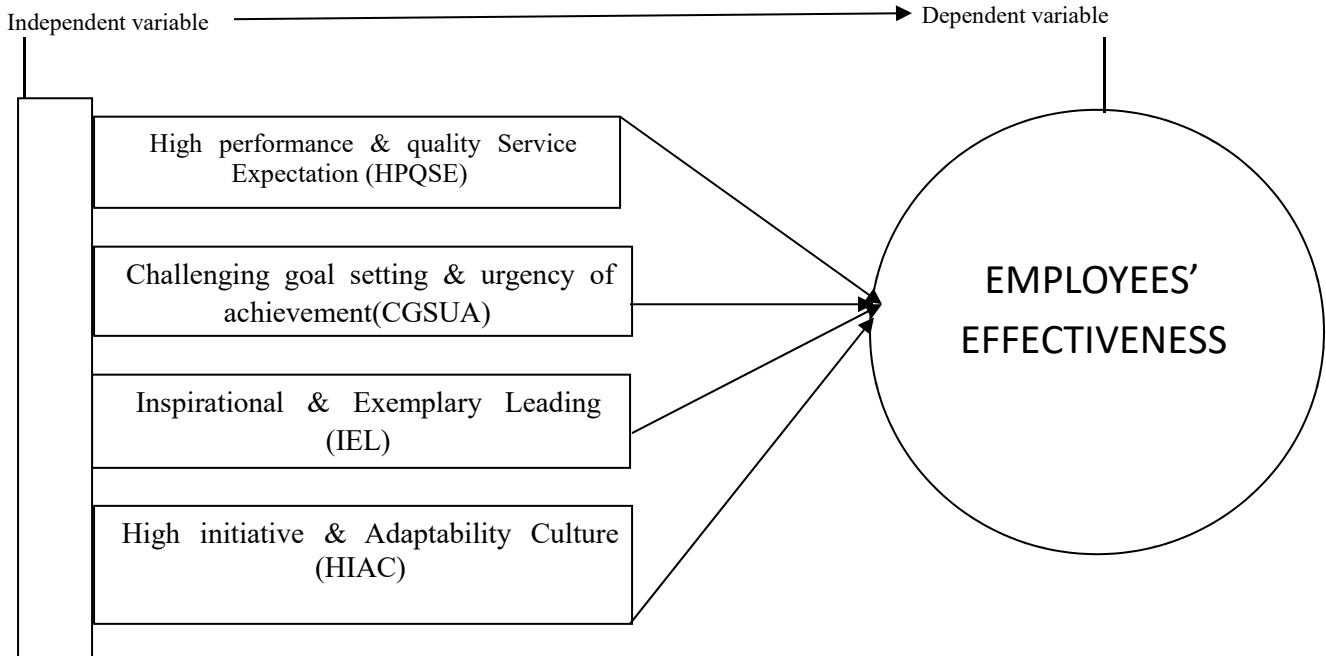 Independent variable
Dependent variable
High performance & quality Service
Expectation (HPQSE)
Challenging goal setting & urgency of
achievement(CGSUA)
Inspirational & Exemplary Leading
(IEL)
High initiative & Adaptability Culture
(HIAC)
EMPLOYEES’
EFFECTIVENESS